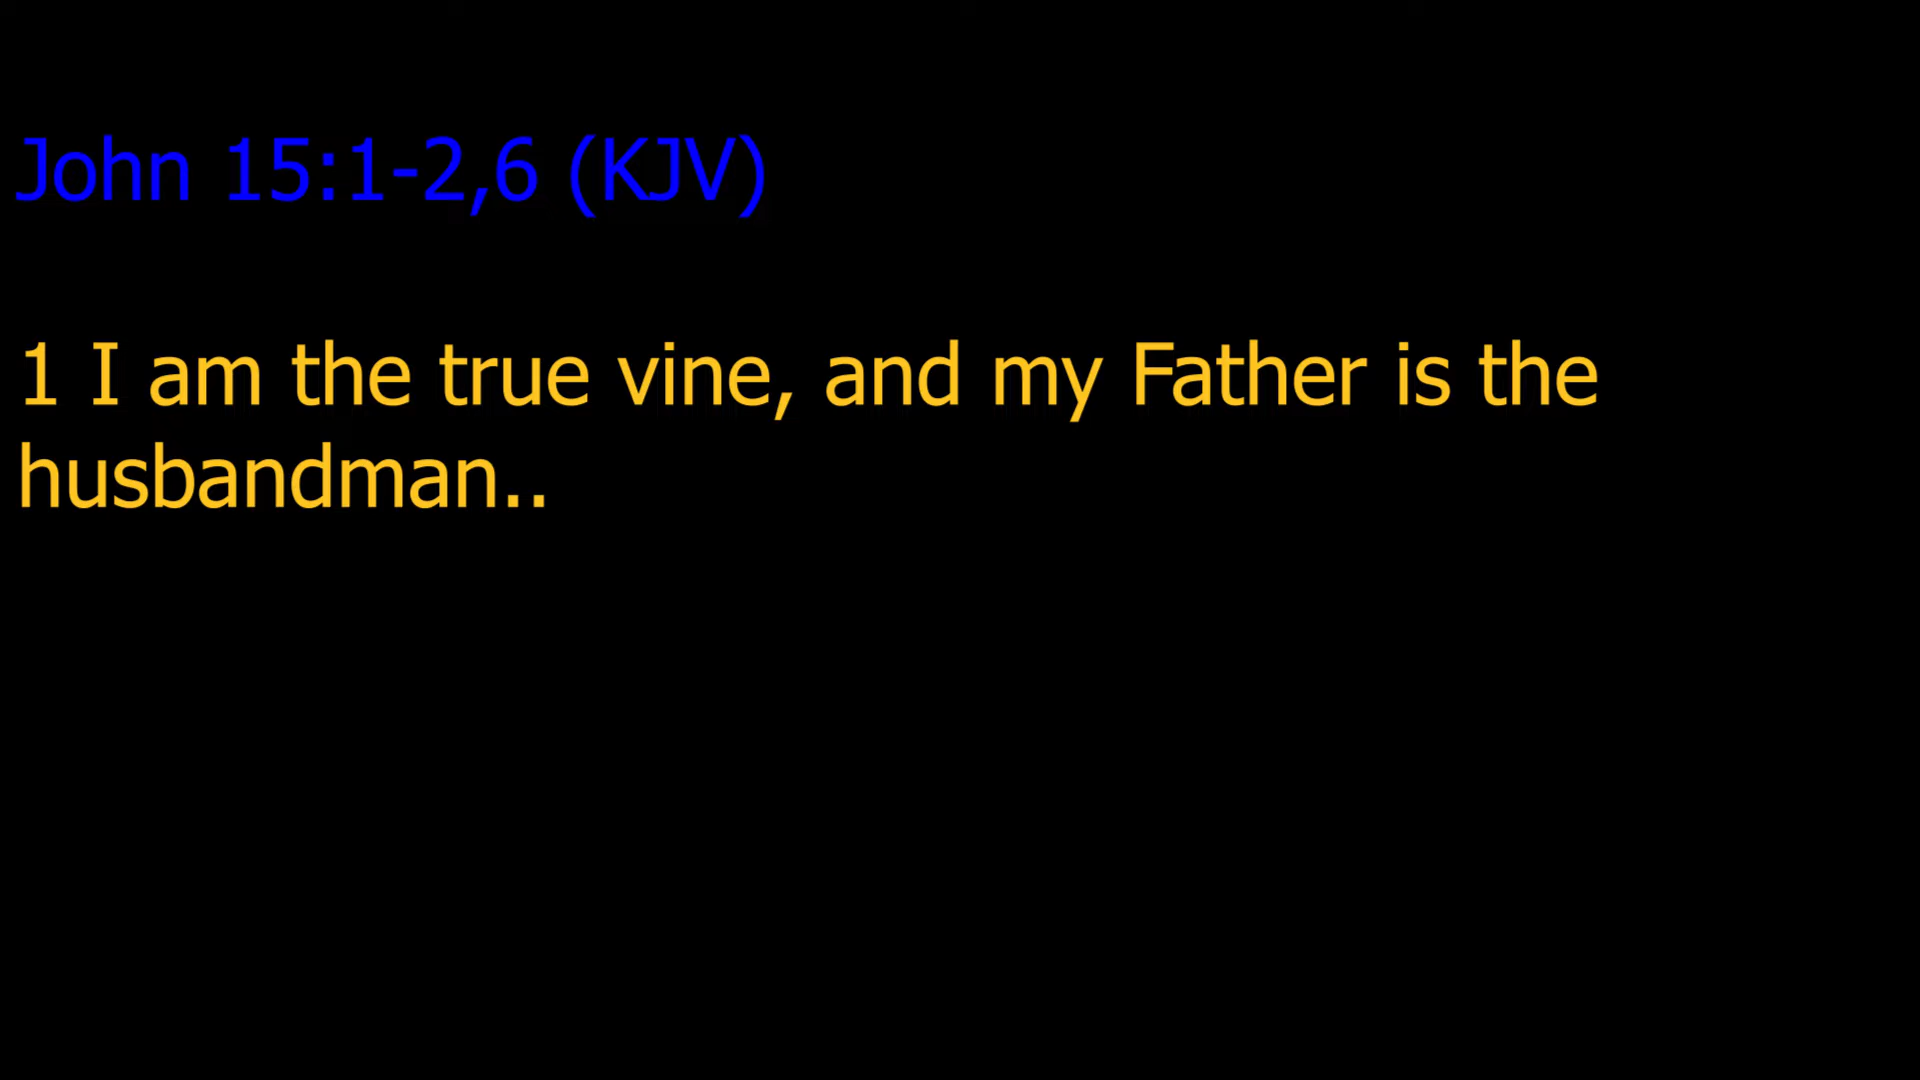 John 15:1-2,6 (KJV)
1 I am the true vine, and my Father is the
husbandman..